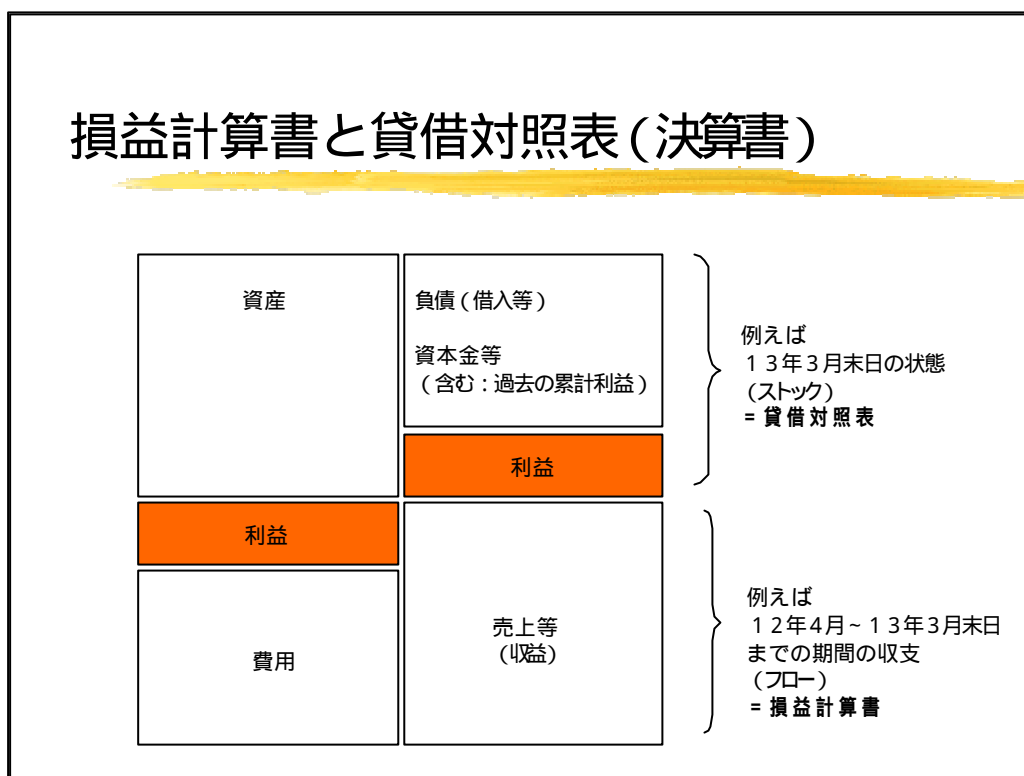 損益計算書と貸借対照表(決算書)
資産
負債(借入等)
資本金等
(含む:過去の累計利益)
利益
例えば
13年3月末日の状態
(ストック)
=貸借対照表
利益
費用
売上等
(収益)
例えば
12年4月~13年3月末日
までの期間の収支
(フロー)
=損益計算書